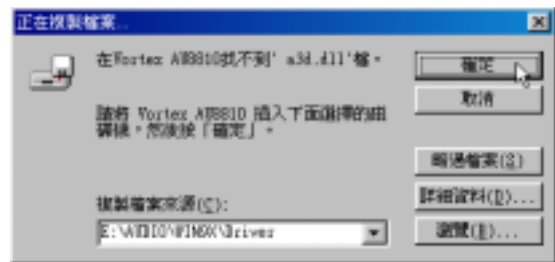 正在複製檔案...
在Vortex AU8810找不到' a3d.dll'檔。
確定
取消
請將 Vortex AU8810 插入下面選擇的磁
碟機，然後按「確定」。
略過檔案(S)
詳細資料(D)...
複製檔案來源(C):
E:\AUDIO\WIN9X\Driver
瀏覽(B)...